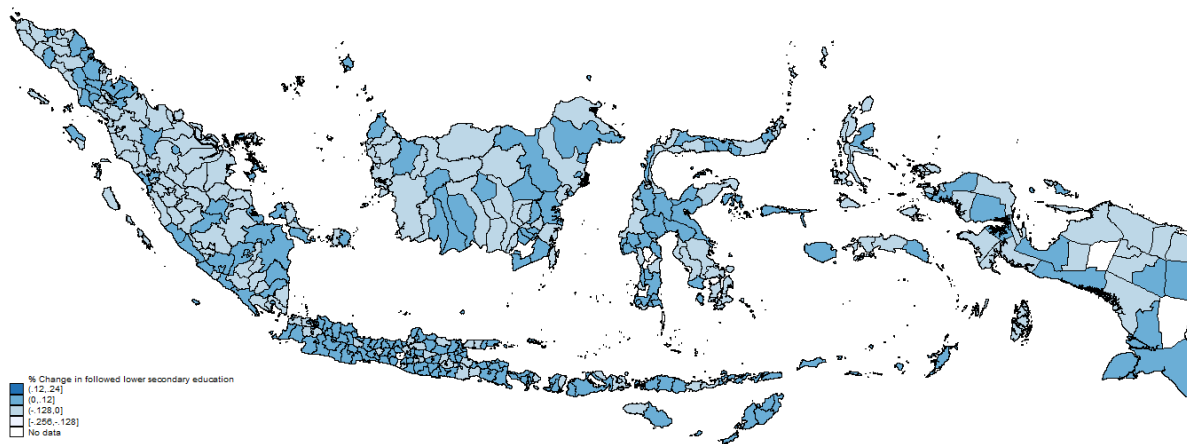 % Change in followed lower secondary education
(.12,.24]
(0,.12]
(-.128,0]
[-.256,-.128]
No data